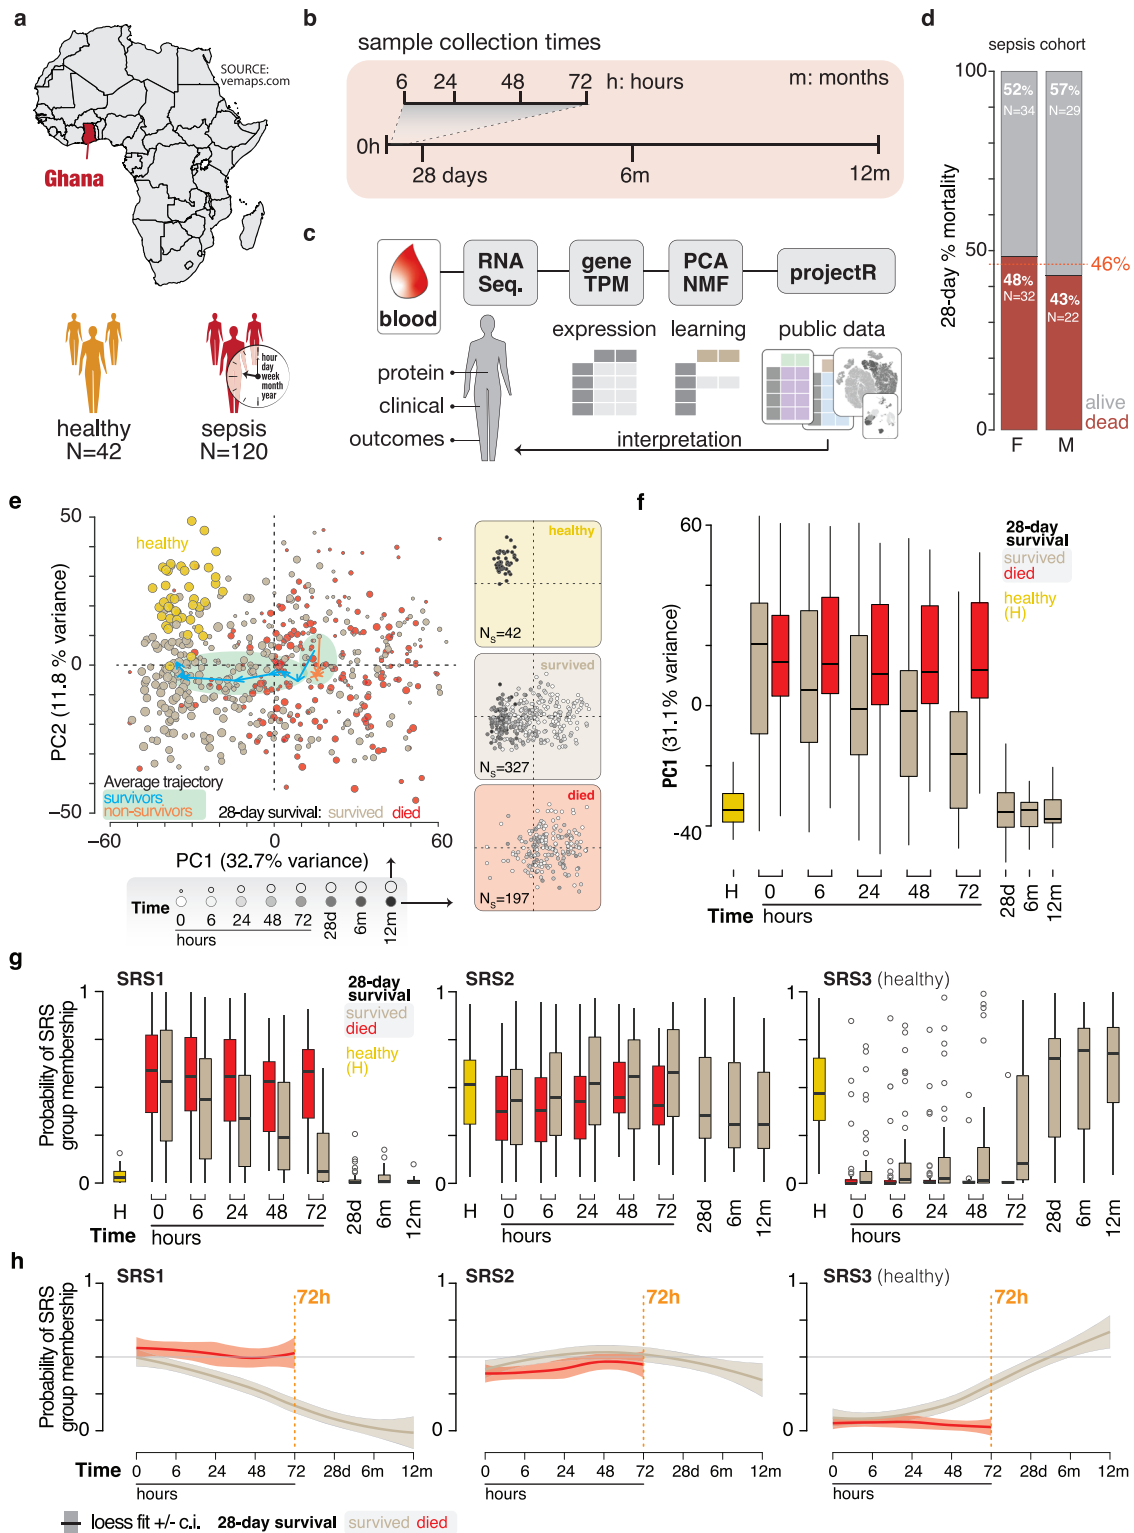 a
SOURCE:
vemaps.com
Ghana
healthy
N=42
hour
day
week
month
year
sepsis
N=120
b
sample collection times
6 24 48 72 h: hours m: months
0h
28 days 6m 12m
c
blood
RNA
Seq.
gene
TPM
PCA
NMF
projectR
expression learning public data
protein
clinical
outcomes
interpretation
d
sepsis cohort
28-day % mortality
100
50
0
52%
N=34
57%
N=29
46%
48%
N=32
43%
N=22
alive
dead
F M
e
PC2 (11.8 % variance)
50
0
−50
healthy
Average trajectory
survivors
non-survivors
28-day survival: survived died
−60 0 60
PC1 (32.7% variance)
Time
0 6 24 48 72 28d 6m 12m
hours
healthy
NS=42
survived
NS=327
died
NS=197
f
PC1 (31.1% variance)
60
0
-40
28-day
survival
survived
died
healthy
(H)
H 0 6 24 48 72 28d 6m 12m
Time hours
g
Probability of SRS
group membership
SRS1
1
0
28-day
survival
survived
died
healthy
(H)
H 0 6 24 48 72 28d 6m 12m
Time hours
SRS2
1
0
H 0 6 24 48 72 28d 6m 12m
hours
SRS3 (healthy)
1
0
H 0 6 24 48 72 28d 6m 12m
hours
h
Probability of SRS
group membership
SRS1
1
0
72h
Time 0 6 24 48 72 28d 6m 12m
hours
SRS2
1
0
72h
0 6 24 48 72 28d 6m 12m
hours
SRS3 (healthy)
1
0
72h
0 6 24 48 72 28d 6m 12m
hours
loess fit +/- c.i. 28-day survival survived died